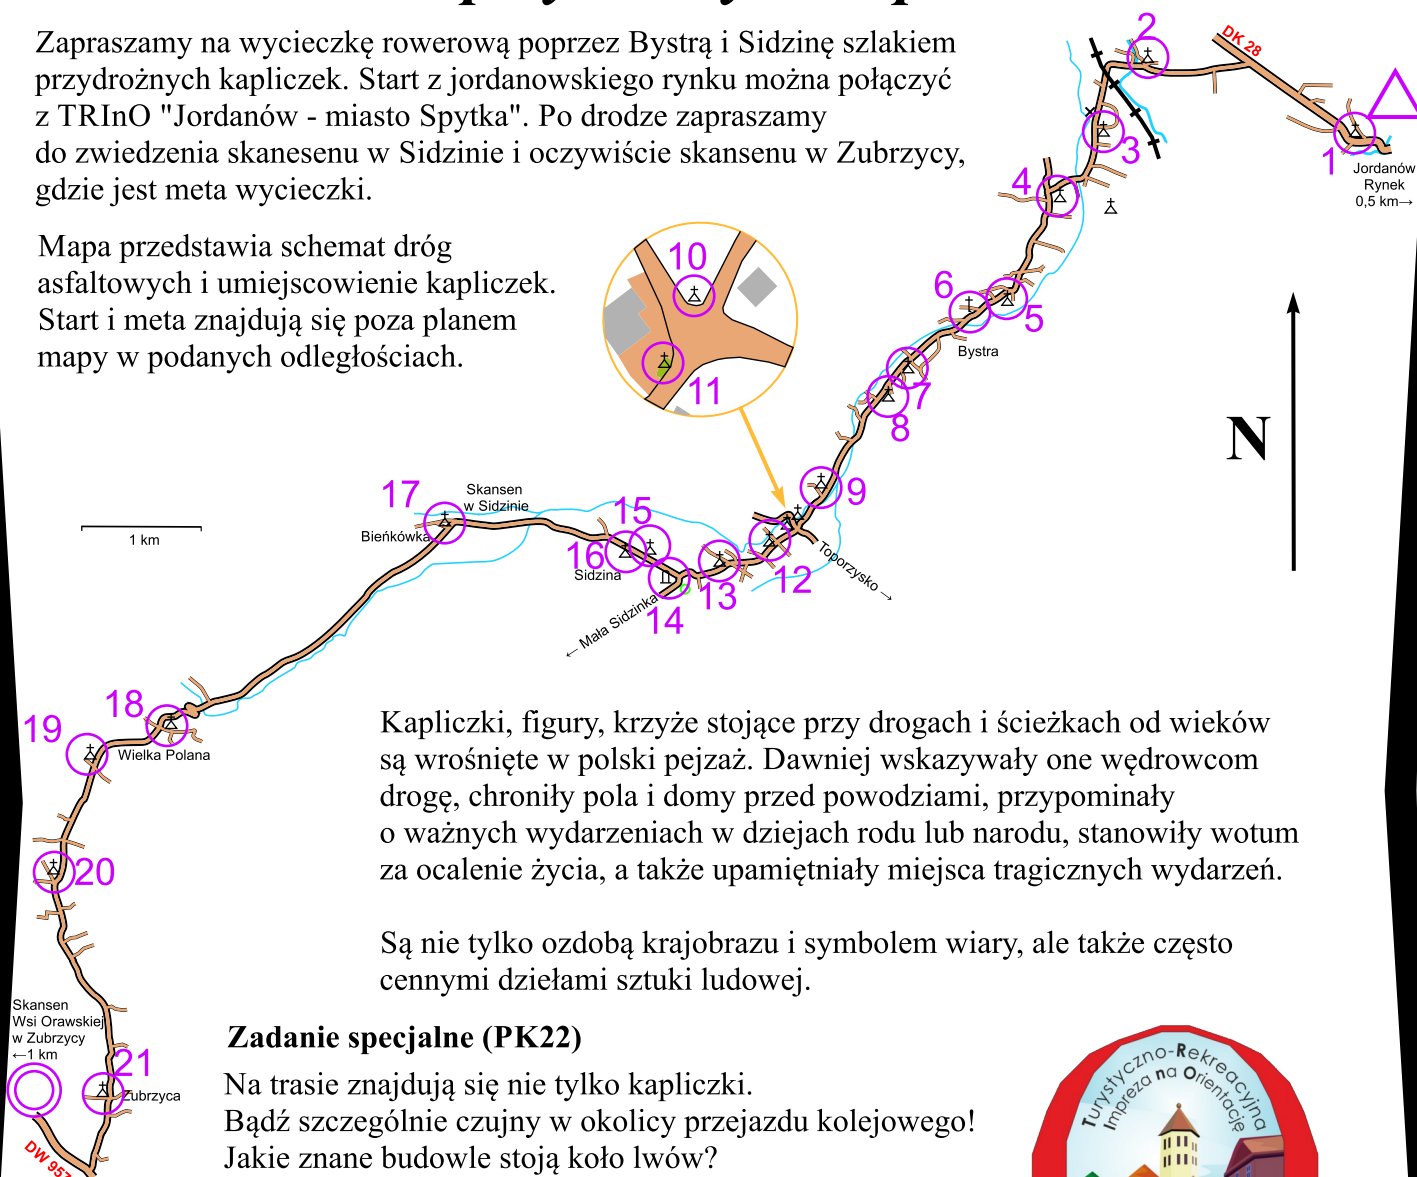 Zapraszamy na wycieczkę rowerową poprzez Bystrą i Sidzinę szlakiem
przydrożnych kapliczek. Start z jordanowskiego rynku można połączyć
z TRInO "Jordanów - miasto Spytka". Po drodze zapraszamy
do zwiedzenia skanesenu w Sidzinie i oczywiście skansenu w Zubrzycy,
gdzie jest meta wycieczki.
Mapa przedstawia schemat dróg
asfaltowych i umiejscowienie kapliczek.
Start i meta znajdują się poza planem
mapy w podanych odległościach.
2
DK 28
3
1
Jordanów
Rynek
0,5 km→
4
10
6
5
Bystra
11
7
8
N
17
Skansen
w Sidzinie
9
15
1 km
Bieńkówka
16
Sidzina
12
Toporzysko →
13
14
← Mała Sidzinka
18
19
Wielka Polana
Kapliczki, figury, krzyże stojące przy drogach i ścieżkach od wieków
są wrośnięte w polski pejzaż. Dawniej wskazywały one wędrowcom
drogę, chroniły pola i domy przed powodziami, przypominały
o ważnych wydarzeniach w dziejach rodu lub narodu, stanowiły wotum
za ocalenie życia, a także upamiętniały miejsca tragicznych wydarzeń.
20
Są nie tylko ozdobą krajobrazu i symbolem wiary, ale także często
cennymi dziełami sztuki ludowej.
Skansen
Wsi Orawskiej
w Zubrzycy
←1 km
21
Zubrzyca
DW 957
Zadanie specjalne (PK22)
Na trasie znajdują się nie tylko kapliczki.
Bądź szczególnie czujny w okolicy przejazdu kolejowego!
Jakie znane budowle stoją koło lwów?
Turystyczno-Rekreacyjna
Impreza na Orientację